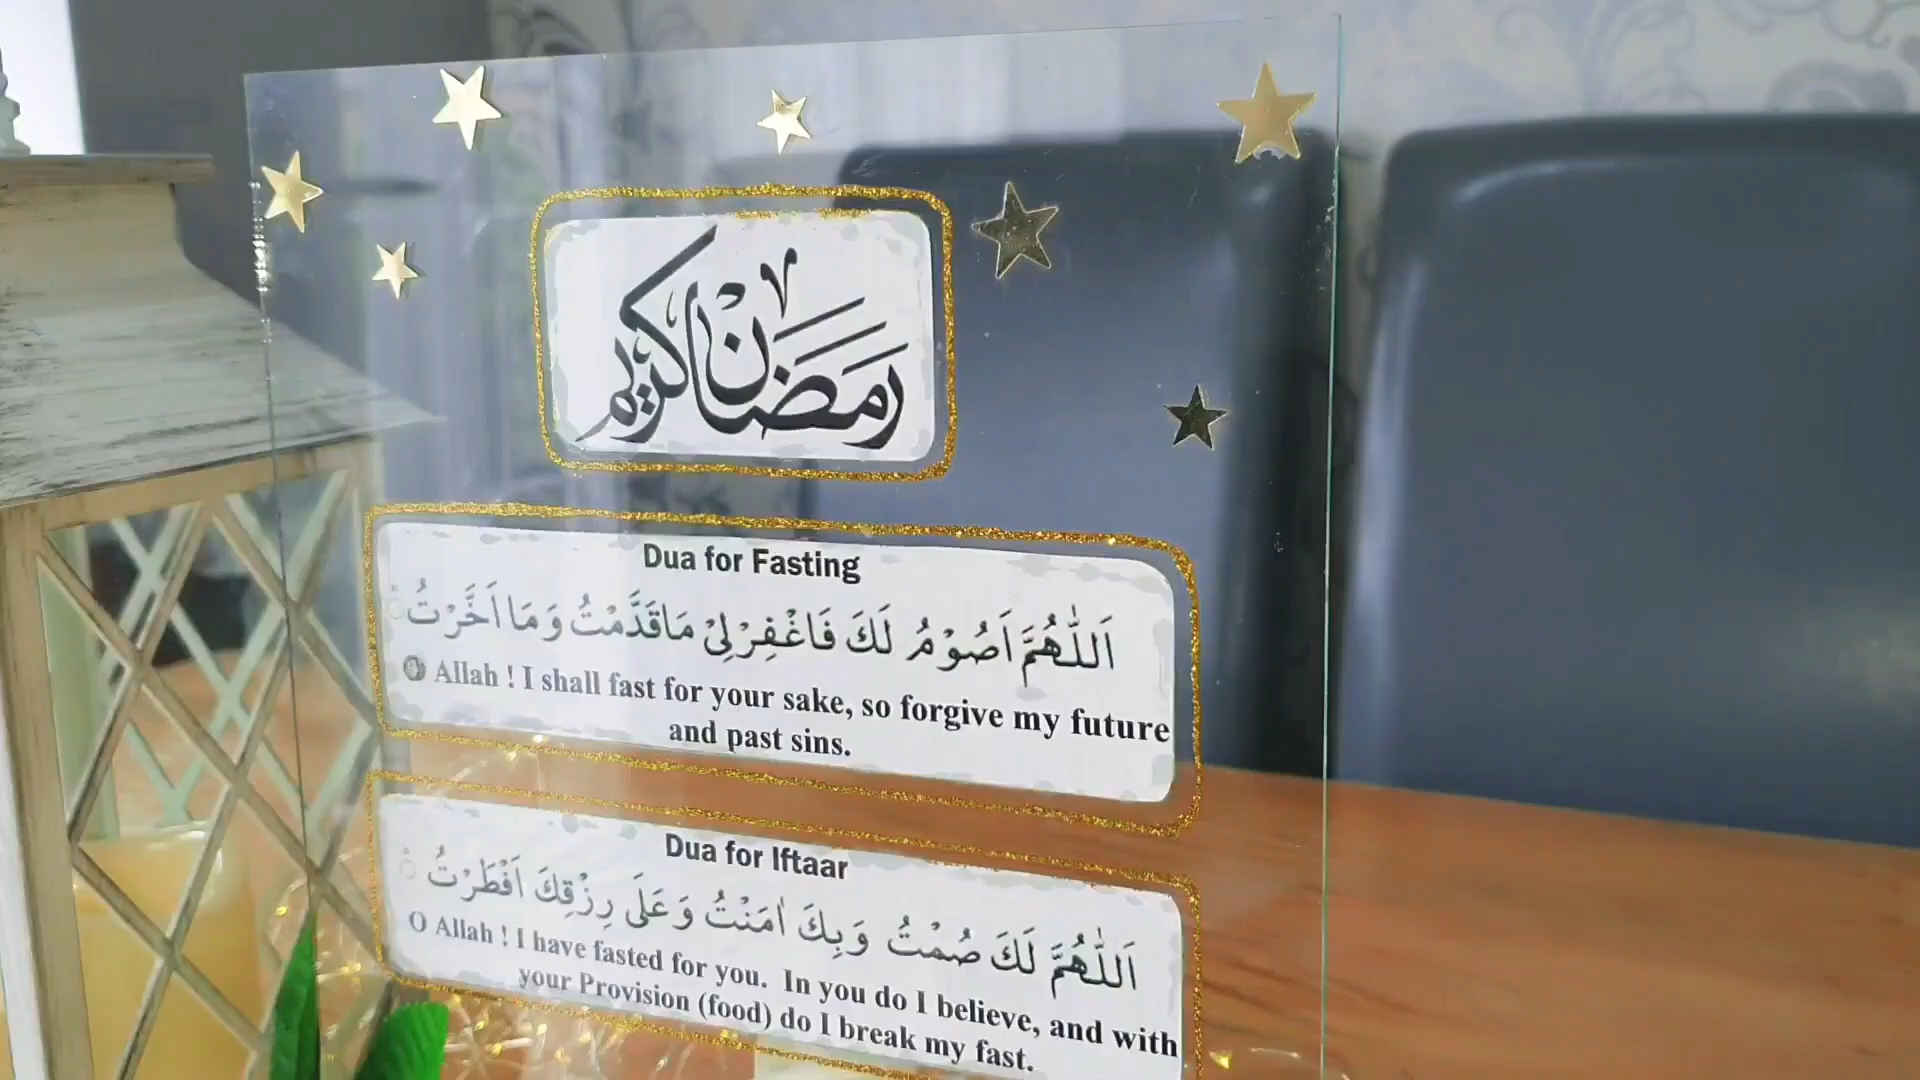 رمضان كريم
Dua for Fasting
اَللّٰهُمَّ اَصُوْمُ لَكَ فَاغْفِرْلِيْ مَاقَدَّمْتُ وَمَا اَخَّرْتُ
O Allah ! I shall fast for your sake, so forgive my future
and past sins.
Dua for Iftaar
اَللّٰهُمَّ لَكَ صُمْتُ وَبِكَ اٰمَنْتُ وَعَلَى رِزْقِكَ اَفْطَرْتُ
O Allah ! I have fasted for you. In you do I believe, and with
your Provision (food) do I break my fast.